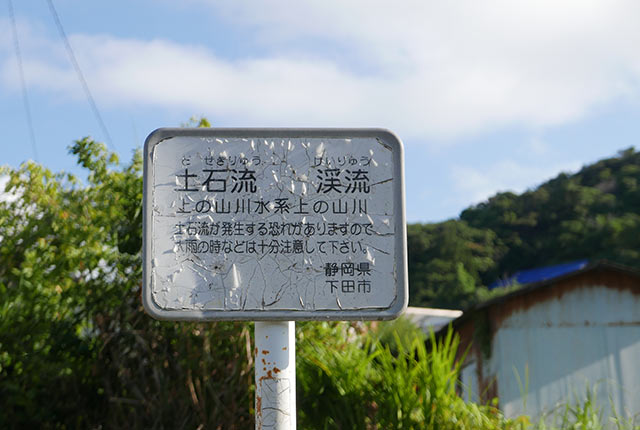 ど せきりゅう けいりゅう
土石流 渓流
上の山川水系上の山川
土石流が発生する恐れがありますので
大雨の時などは十分注意して下さい。
静岡県
下田市